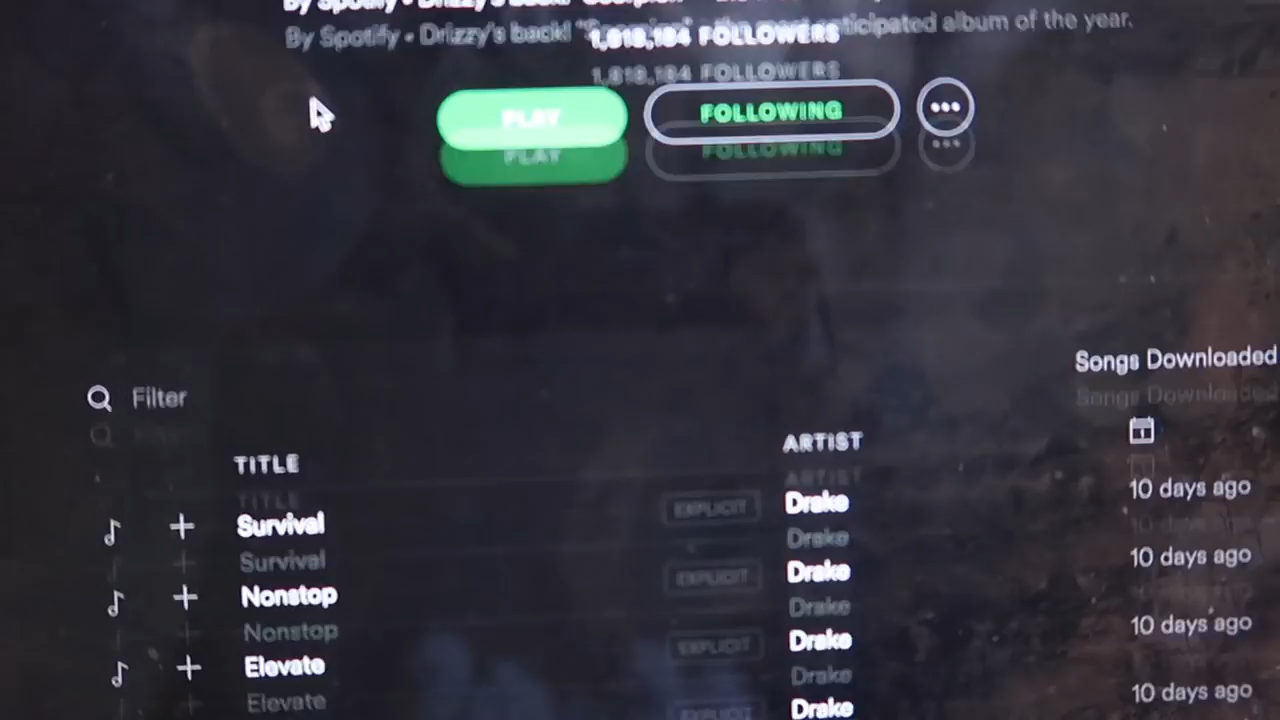 By Spotify • Drizzy's back! "Scorpion" - the most anticipated album of the year.
1,818,184 FOLLOWERS
PLAY FOLLOWING
Songs Downloaded
Filter
TITLE ARTIST
Survival EXPLICIT Drake 10 days ago
Nonstop EXPLICIT Drake 10 days ago
Elevate EXPLICIT Drake 10 days ago
EXPLICIT Drake 10 days ago